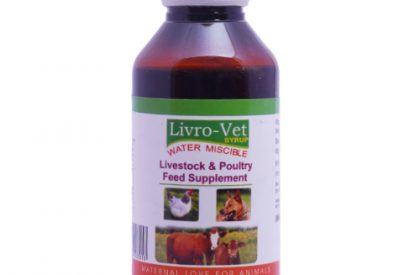 Livro-Vet
SYRUP
WATER MISCIBLE
Livestock & Poultry
Feed Supplement
MATERNAL LOVE FOR ANIMALS